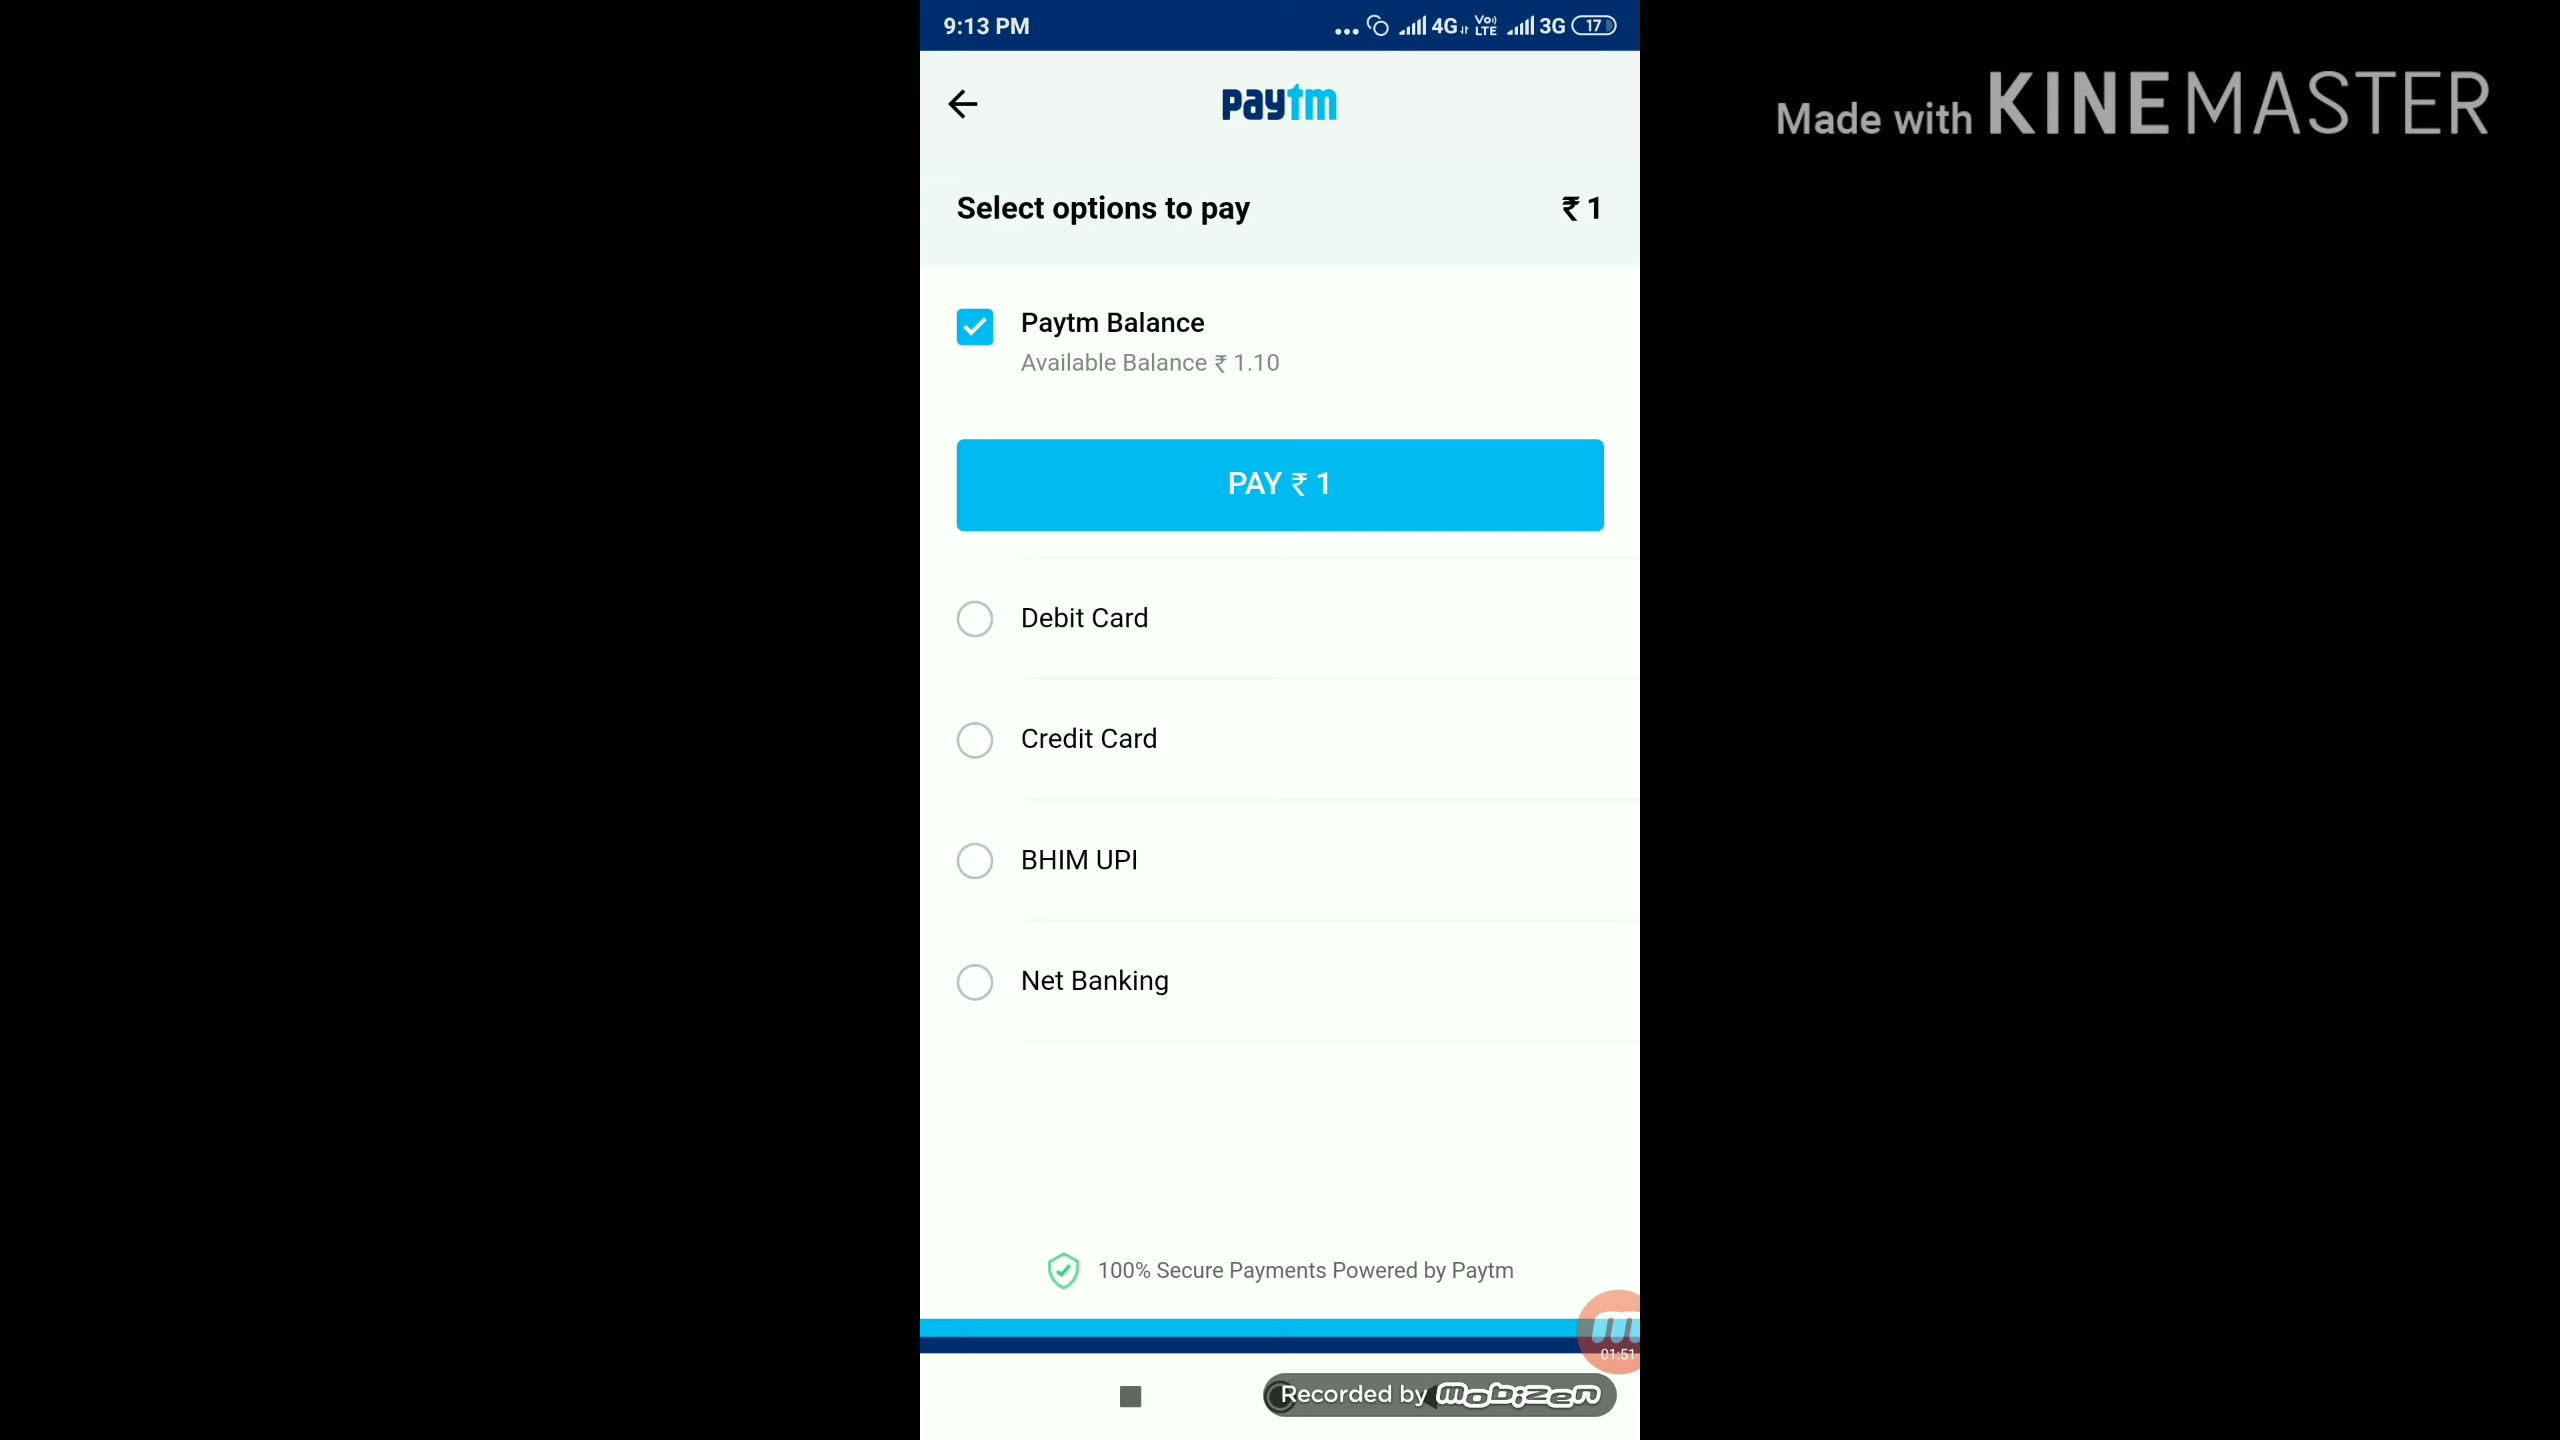 9:13 PM
4G VoLTE 3G 17
Made with KINEMASTER
paytm
Select options to pay ₹ 1
Paytm Balance
Available Balance ₹ 1.10
PAY ₹ 1
Debit Card
Credit Card
BHIM UPI
Net Banking
100% Secure Payments Powered by Paytm
01:51
Recorded by mobizen